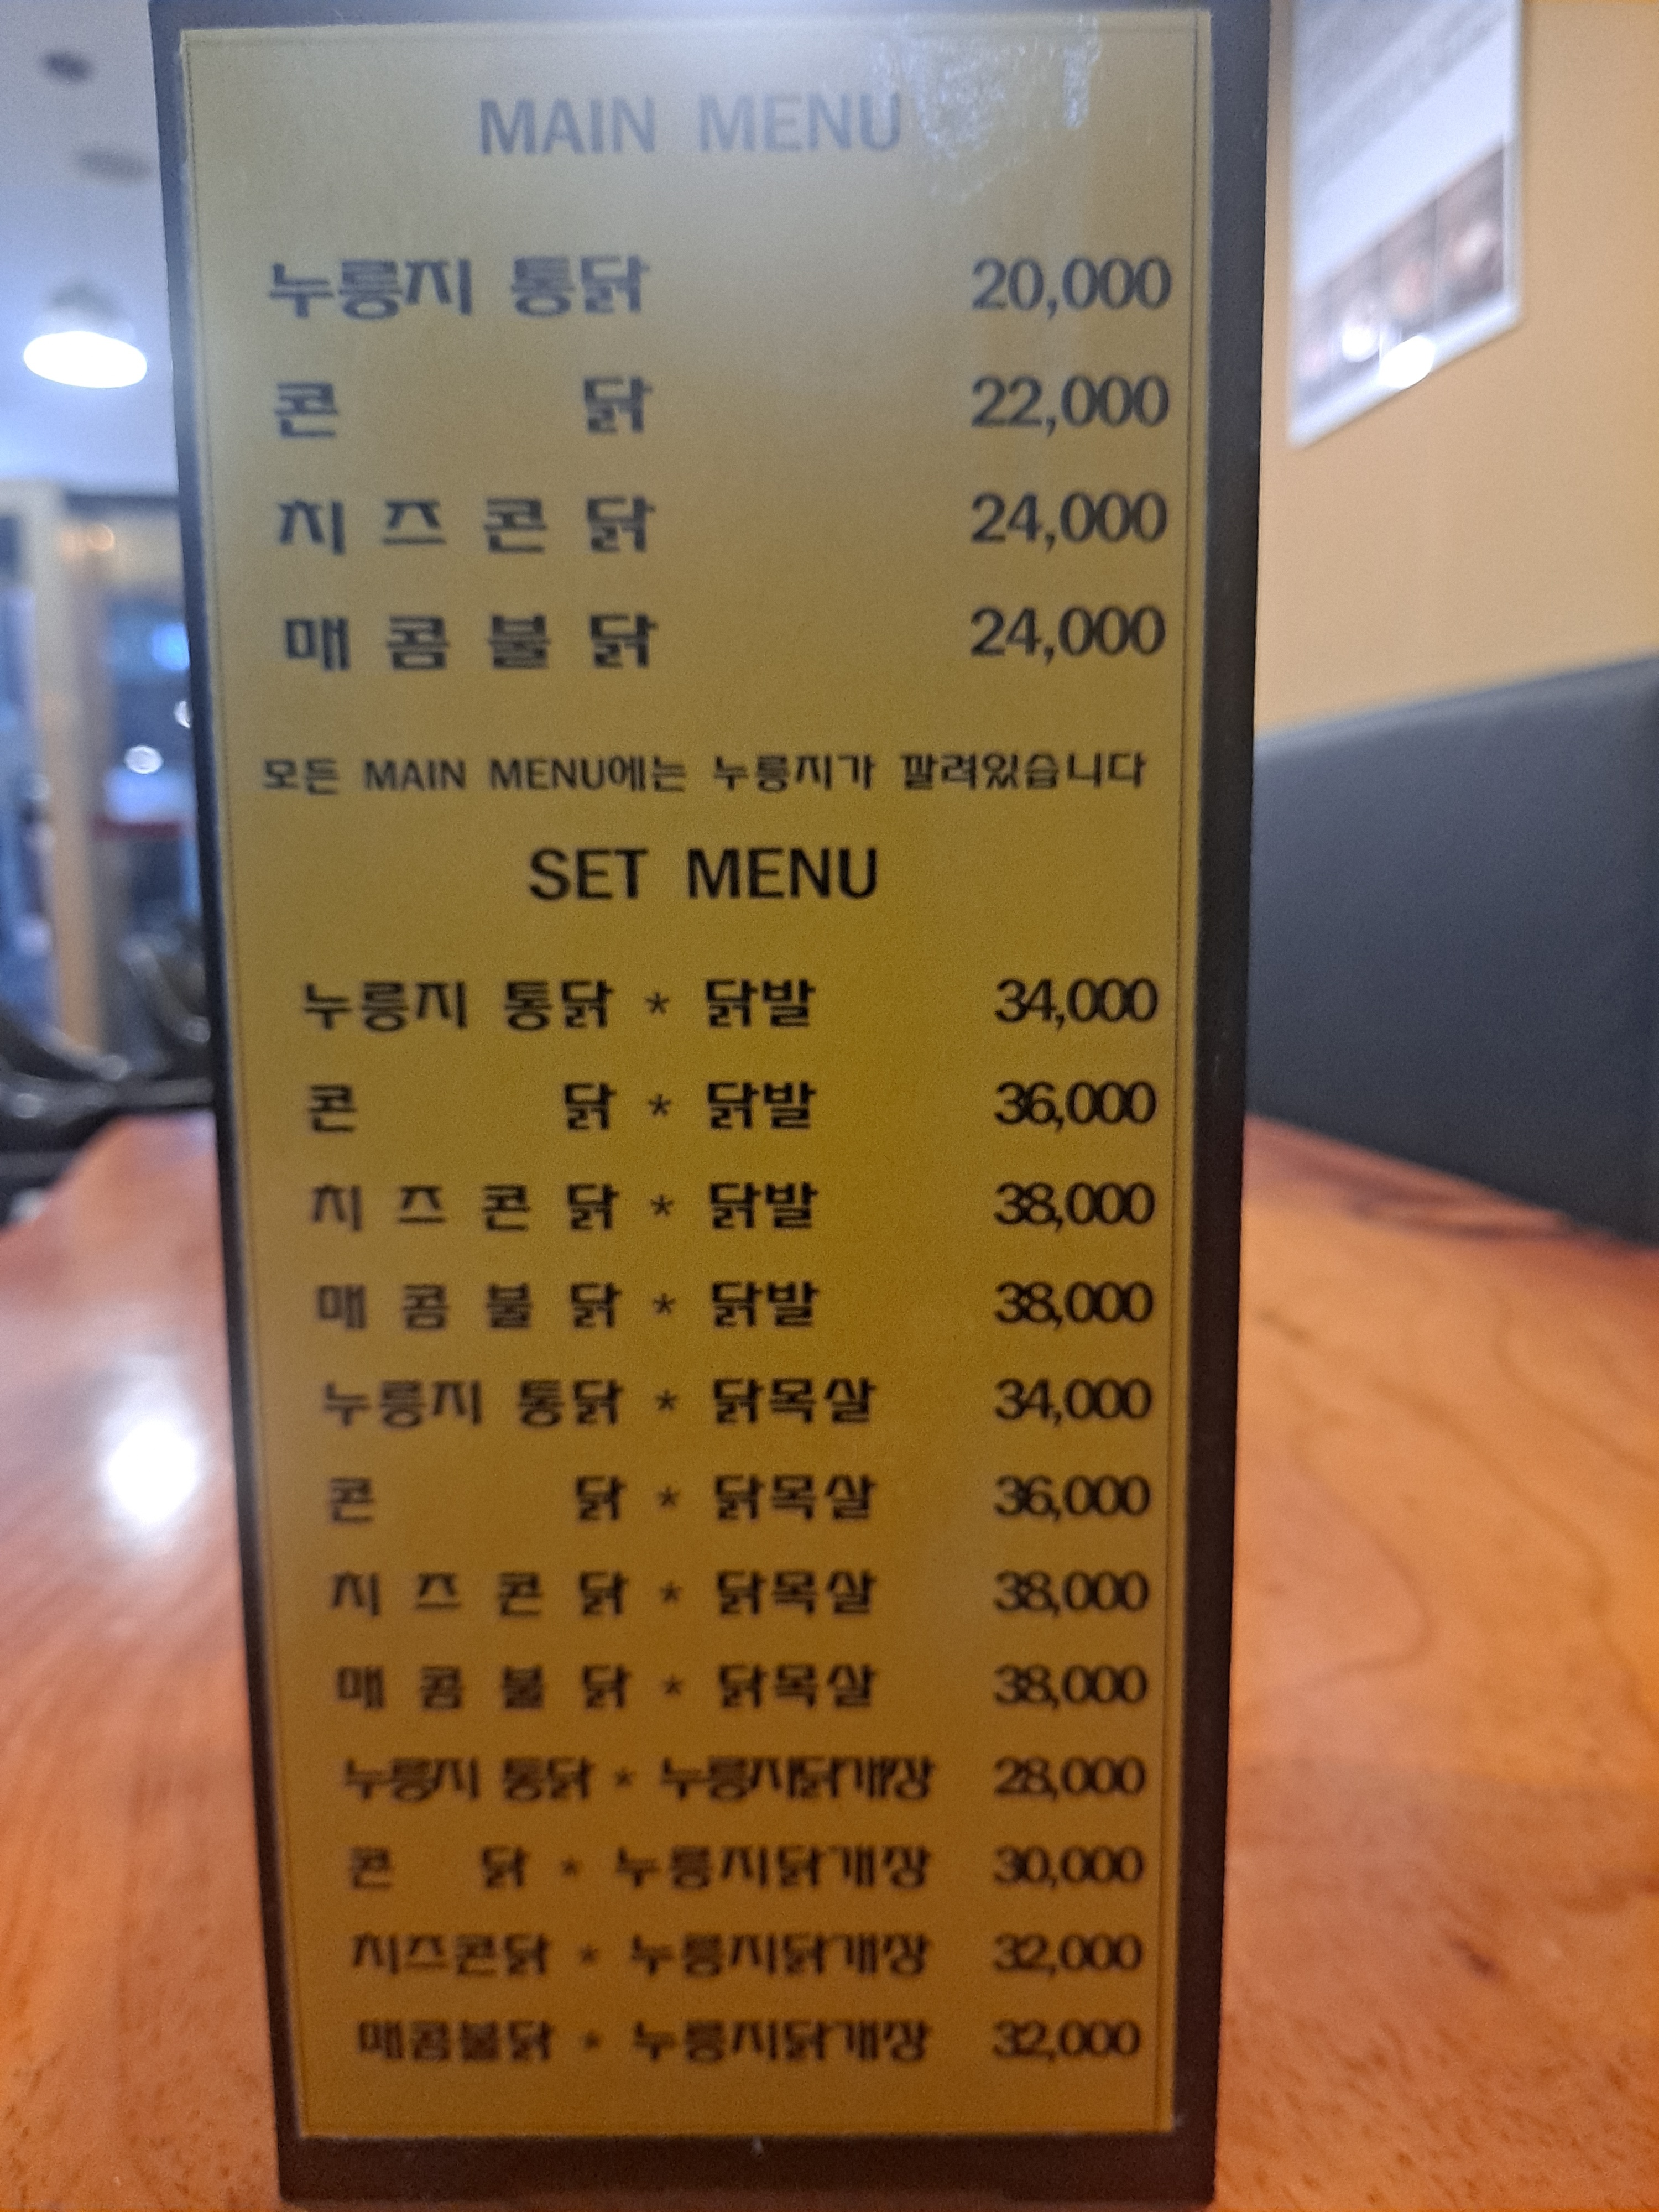 MAIN MENU
누룽지 통닭 20,000
콘 닭 22,000
치 즈 콘 닭 24,000
매 콤 불 닭 24,000
모든 MAIN MENU에는 누룽지가 깔려있습니다
SET MENU
누룽지 통닭 * 닭발 34,000
콘 닭 * 닭발 36,000
치 즈 콘 닭 * 닭발 38,000
매 콤 불 닭 * 닭발 38,000
누룽지 통닭 * 닭목살 34,000
콘 닭 * 닭목살 36,000
치 즈 콘 닭 * 닭목살 38,000
매 콤 불 닭 * 닭목살 38,000
누룽지 통닭 * 누룽지닭개장 28,000
콘 닭 * 누룽지닭개장 30,000
치즈콘닭 * 누룽지닭개장 32,000
매콤불닭 * 누룽지닭개장 32,000